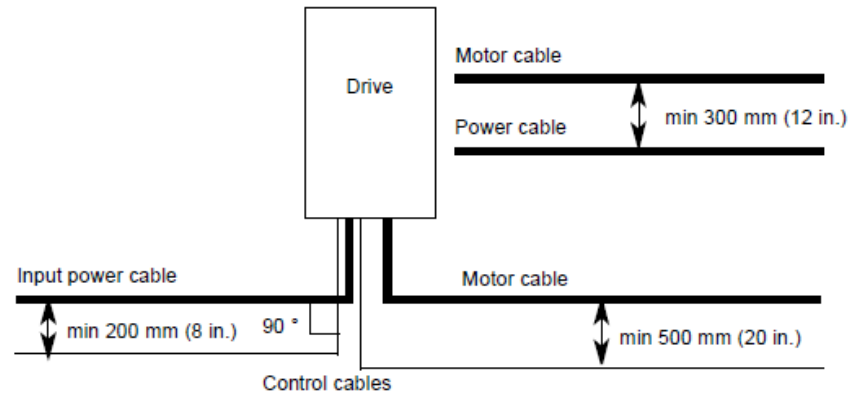 Drive
Motor cable
min 300 mm (12 in.)
Power cable
Input power cable
Motor cable
min 200 mm (8 in.)
90 °
min 500 mm (20 in.)
Control cables